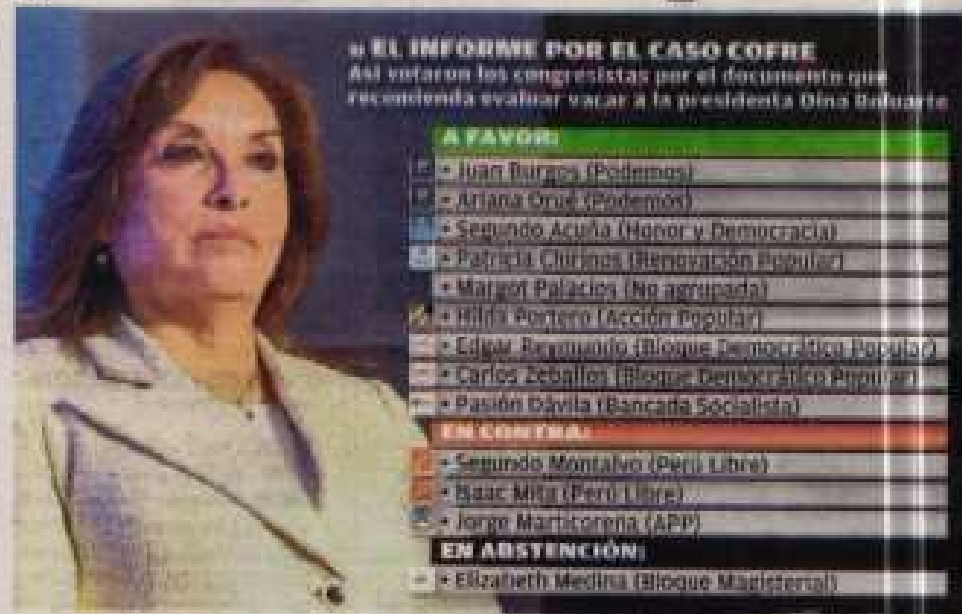 » EL INFORME POR EL CASO COFRE
Así votaron los congresistas por el documento que
recomienda evaluar vacar a la presidenta Dina Boluarte
A FAVOR:
• Juan Burgos (Podemos)
• Ariana Orué (Podemos)
• Segundo Acuña (Honor y Democracia)
• Patricia Chirinos (Renovación Popular)
• Margot Palacios (No agrupada)
• Hilda Portero (Acción Popular)
• Edgar Reymundo (Bloque Democrático Popular)
• Carlos Zeballos (Bloque Democrático Popular)
• Pasión Dávila (Bancada Socialista)
EN CONTRA:
• Segundo Montalvo (Perú Libre)
• Isaac Mita (Perú Libre)
• Jorge Marticorena (APP)
EN ABSTENCIÓN:
• Elizabeth Medina (Bloque Magisterial)